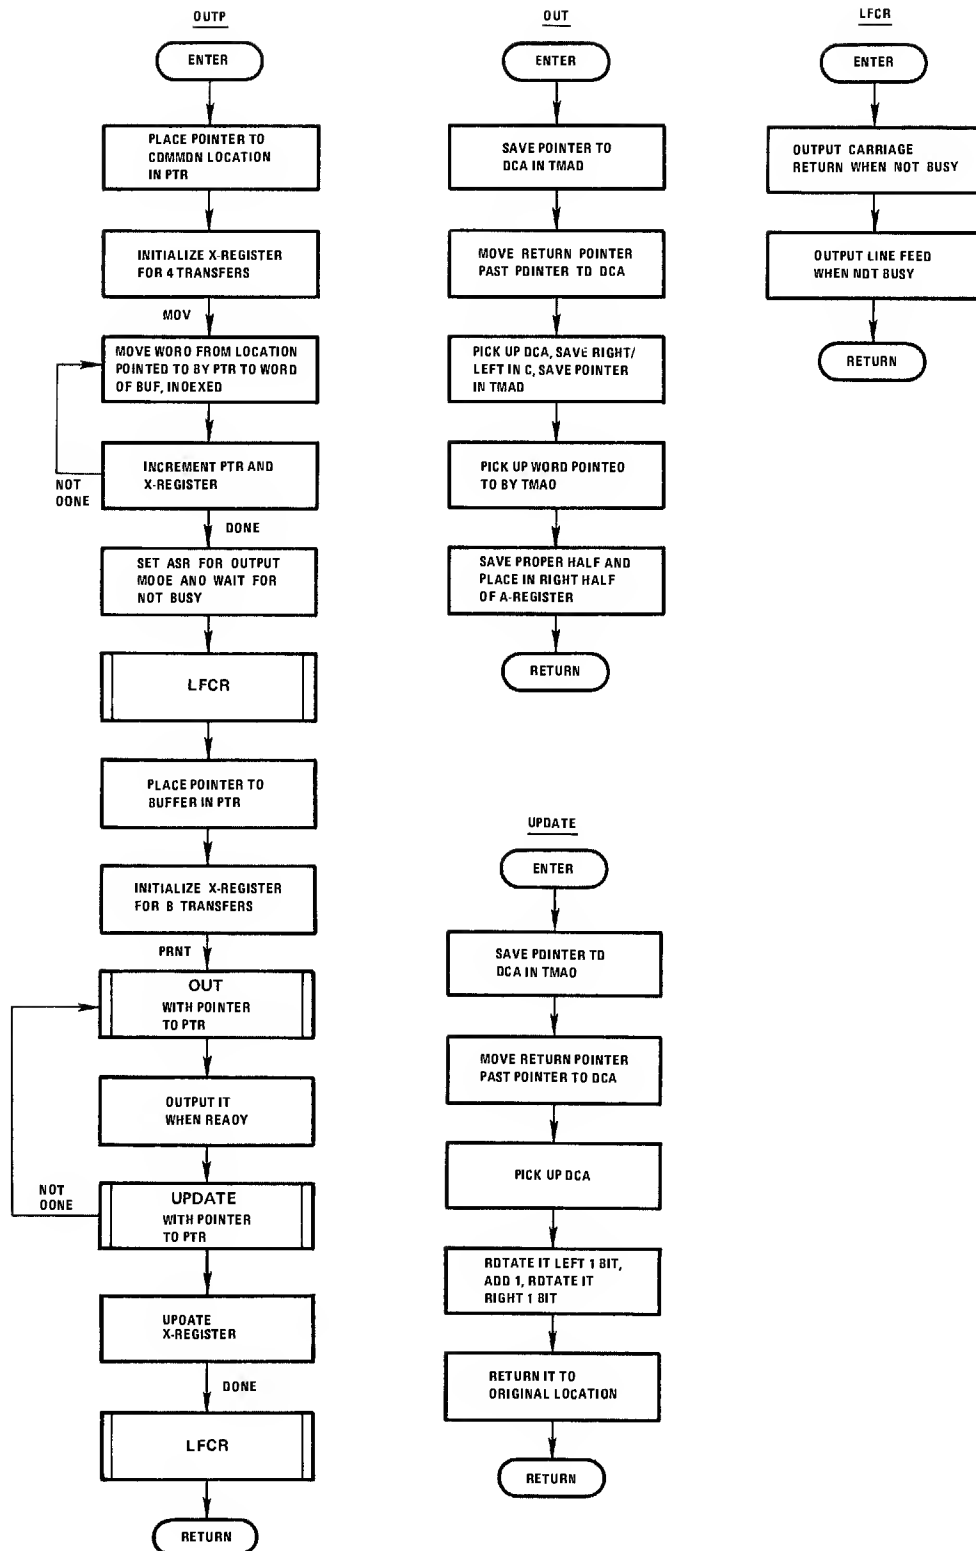 OUTP
ENTER
PLACE POINTER TO
COMMON LOCATION
IN PTR
INITIALIZE X-REGISTER
FOR 4 TRANSFERS
MOV
MOVE WORD FROM LOCATION
POINTED TO BY PTR TO WORD
OF BUF, INDEXED
INCREMENT PTR AND
X-REGISTER
NOT
DONE
DONE
SET ASR FOR OUTPUT
MODE AND WAIT FOR
NOT BUSY
LFCR
PLACE POINTER TO
BUFFER IN PTR
INITIALIZE X-REGISTER
FOR 8 TRANSFERS
PRNT
OUT
WITH POINTER
TO PTR
OUTPUT IT
WHEN READY
NOT
DONE
UPDATE
WITH POINTER
TO PTR
UPDATE
X-REGISTER
DONE
LFCR
RETURN
OUT
ENTER
SAVE POINTER TO
DCA IN TMAD
MOVE RETURN POINTER
PAST POINTER TO DCA
PICK UP DCA, SAVE RIGHT/
LEFT IN C, SAVE POINTER
IN TMAD
PICK UP WORD POINTED
TO BY TMAD
SAVE PROPER HALF AND
PLACE IN RIGHT HALF
OF A-REGISTER
RETURN
UPDATE
ENTER
SAVE POINTER TO
DCA IN TMAD
MOVE RETURN POINTER
PAST POINTER TO DCA
PICK UP DCA
ROTATE IT LEFT 1 BIT,
ADD 1, ROTATE IT
RIGHT 1 BIT
RETURN IT TO
ORIGINAL LOCATION
RETURN
LFCR
ENTER
OUTPUT CARRIAGE
RETURN WHEN NOT BUSY
OUTPUT LINE FEED
WHEN NOT BUSY
RETURN